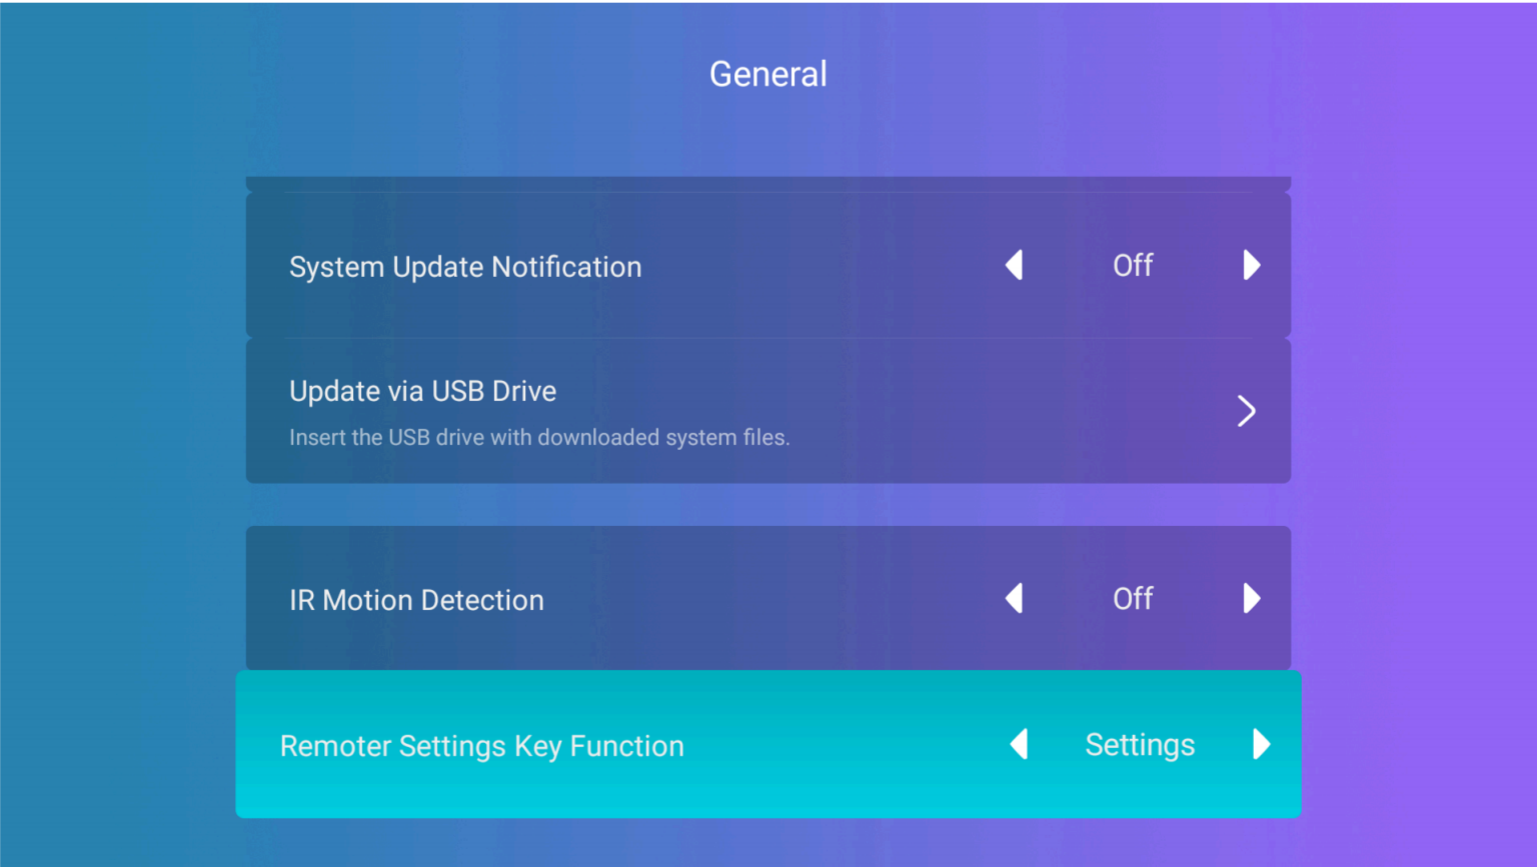 General
System Update Notification
Off
Update via USB Drive
Insert the USB drive with downloaded system files.
IR Motion Detection
Off
Remoter Settings Key Function
Settings